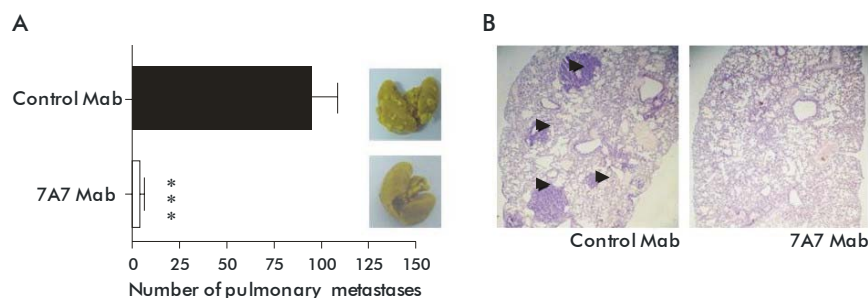 A
Control Mab
7A7 Mab
***
0 25 50 75 100 125 150
Number of pulmonary metastases
B
Control Mab
7A7 Mab